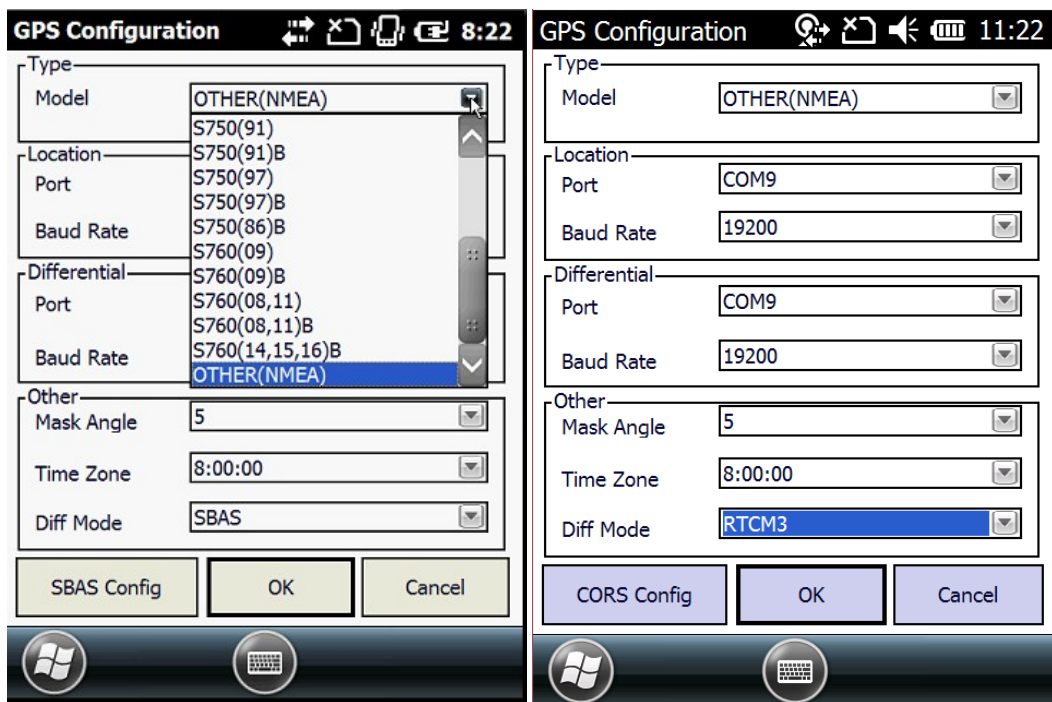 GPS Configuration 8:22
Type
Model OTHER(NMEA)
S750(91)
S750(91)B
Location
Port
S750(97)
S750(97)B
Baud Rate
S750(86)B
S760(09)
Differential
S760(09)B
Port
S760(08,11)
S760(08,11)B
Baud Rate
S760(14,15,16)B
OTHER(NMEA)
Other
Mask Angle 5
Time Zone 8:00:00
Diff Mode SBAS
SBAS Config OK Cancel
GPS Configuration 11:22
Type
Model OTHER(NMEA)
Location
Port COM9
Baud Rate 19200
Differential
Port COM9
Baud Rate 19200
Other
Mask Angle 5
Time Zone 8:00:00
Diff Mode RTCM3
CORS Config OK Cancel